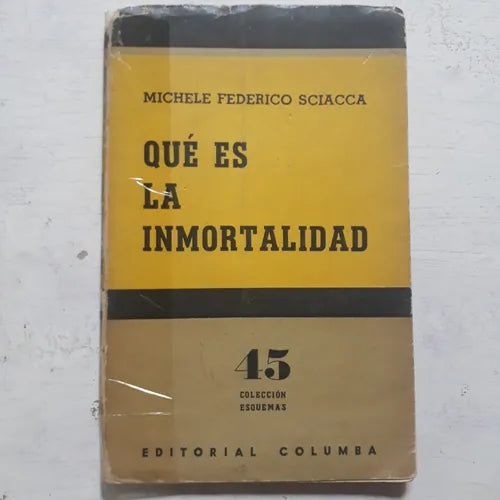 MICHELE FEDERICO SCIACCA
QUÉ ES
LA
INMORTALIDAD
45
COLECCIÓN
ESQUEMAS
EDITORIAL COLUMBA